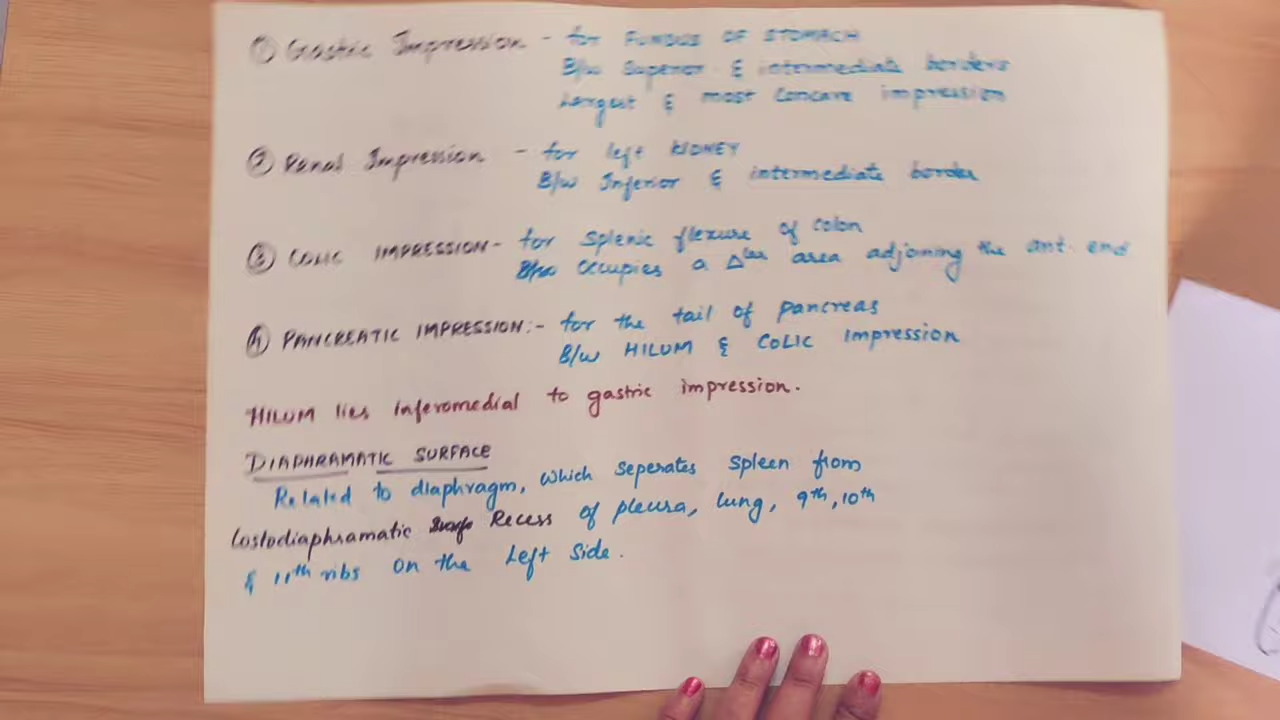 ① Gastric Impression - for FUNDUS OF STOMACH
B/w Superior & intermediate borders
Largest & most concave impression
② Renal Impression - for left KIDNEY
B/w Inferior & intermediate border
③ COLIC IMPRESSION - for Splenic flexure of colon
Occupies a Δlar area adjoining the ant. end
④ PANCREATIC IMPRESSION:- for the tail of pancreas
B/w HILUM & COLIC Impression
HILUM lies inferomedial to gastric impression.
DIAPHRAMATIC SURFACE
Related to diaphragm, which seperates spleen from
Costodiaphramatic Recess of pleura, lung, 9th, 10th
& 11th ribs on the Left Side.